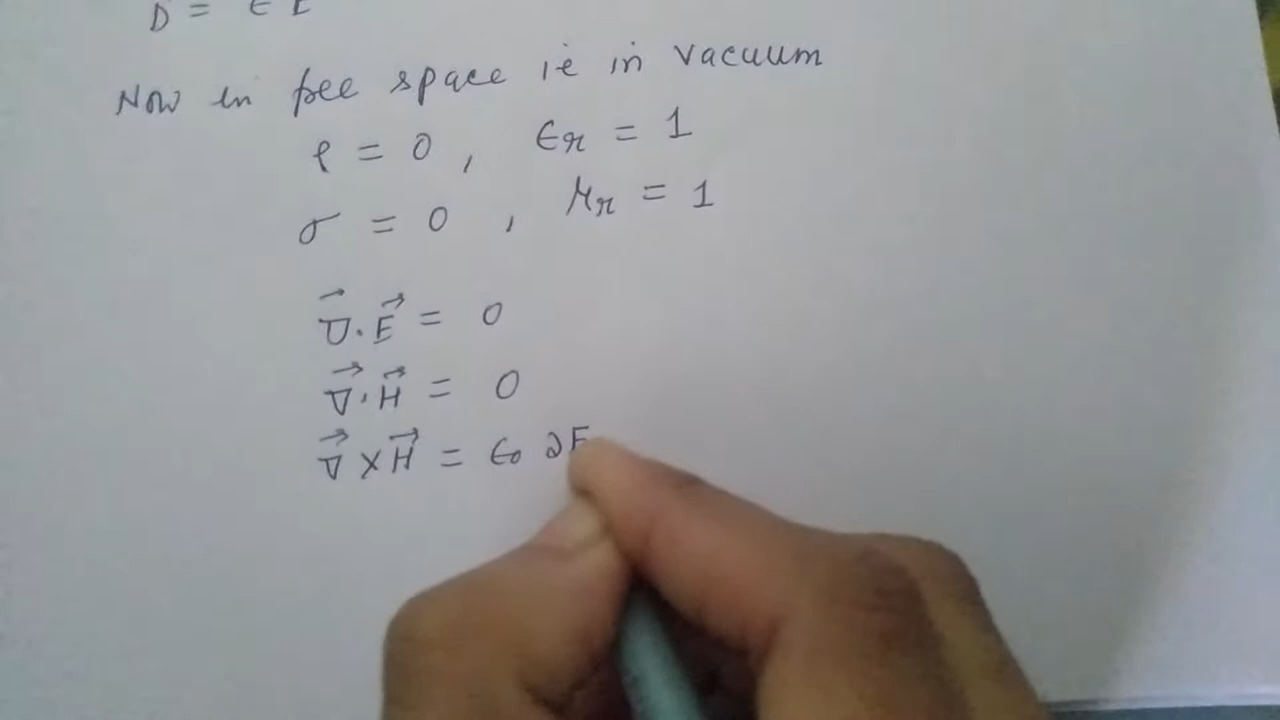 D = ϵ E
Now in free space ie in vacuum
ρ = 0 , ϵr = 1
σ = 0 , μr = 1
∇⃗ · E⃗ = 0
∇⃗ · H⃗ = 0
∇⃗ × H⃗ = ϵ₀ ∂E